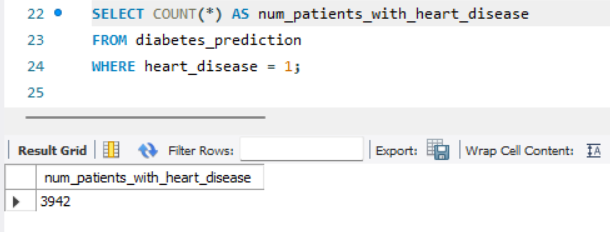 22 SELECT COUNT(*) AS num_patients_with_heart_disease
23 FROM diabetes_prediction
24 WHERE heart_disease = 1;
25
Result Grid Filter Rows: Export: Wrap Cell Content: IA
num_patients_with_heart_disease
3942